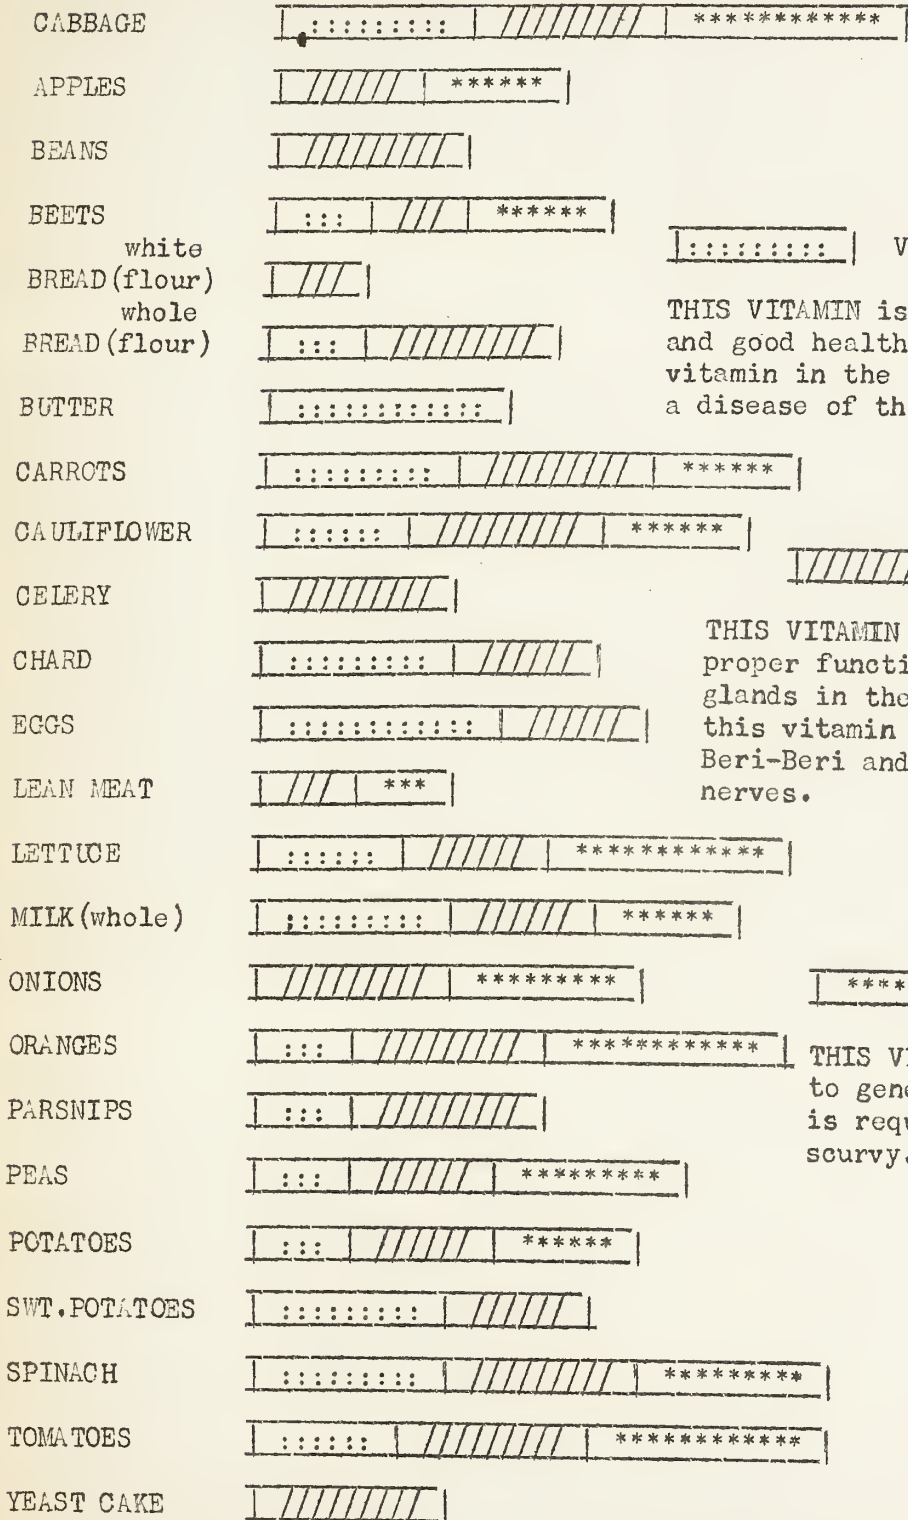 CABBAGE
APPLES
BEANS
BEETS
white
BREAD(flour)
whole
BREAD(flour)
BUTTER
CARROTS
CAULIFLOWER
CELERY
CHARD
EGGS
LEAN MEAT
LETTUCE
MILK(whole)
ONIONS
ORANGES
PARSNIPS
PEAS
POTATOES
SWT.POTATOES
SPINACH
TOMATOES
YEAST CAKE
V
THIS VITAMIN is
and good health
vitamin in the
a disease of th
THIS VITAMIN
proper functi
glands in the
this vitamin
Beri-Beri and
nerves.
THIS VI
to gene
is requ
scurvy.